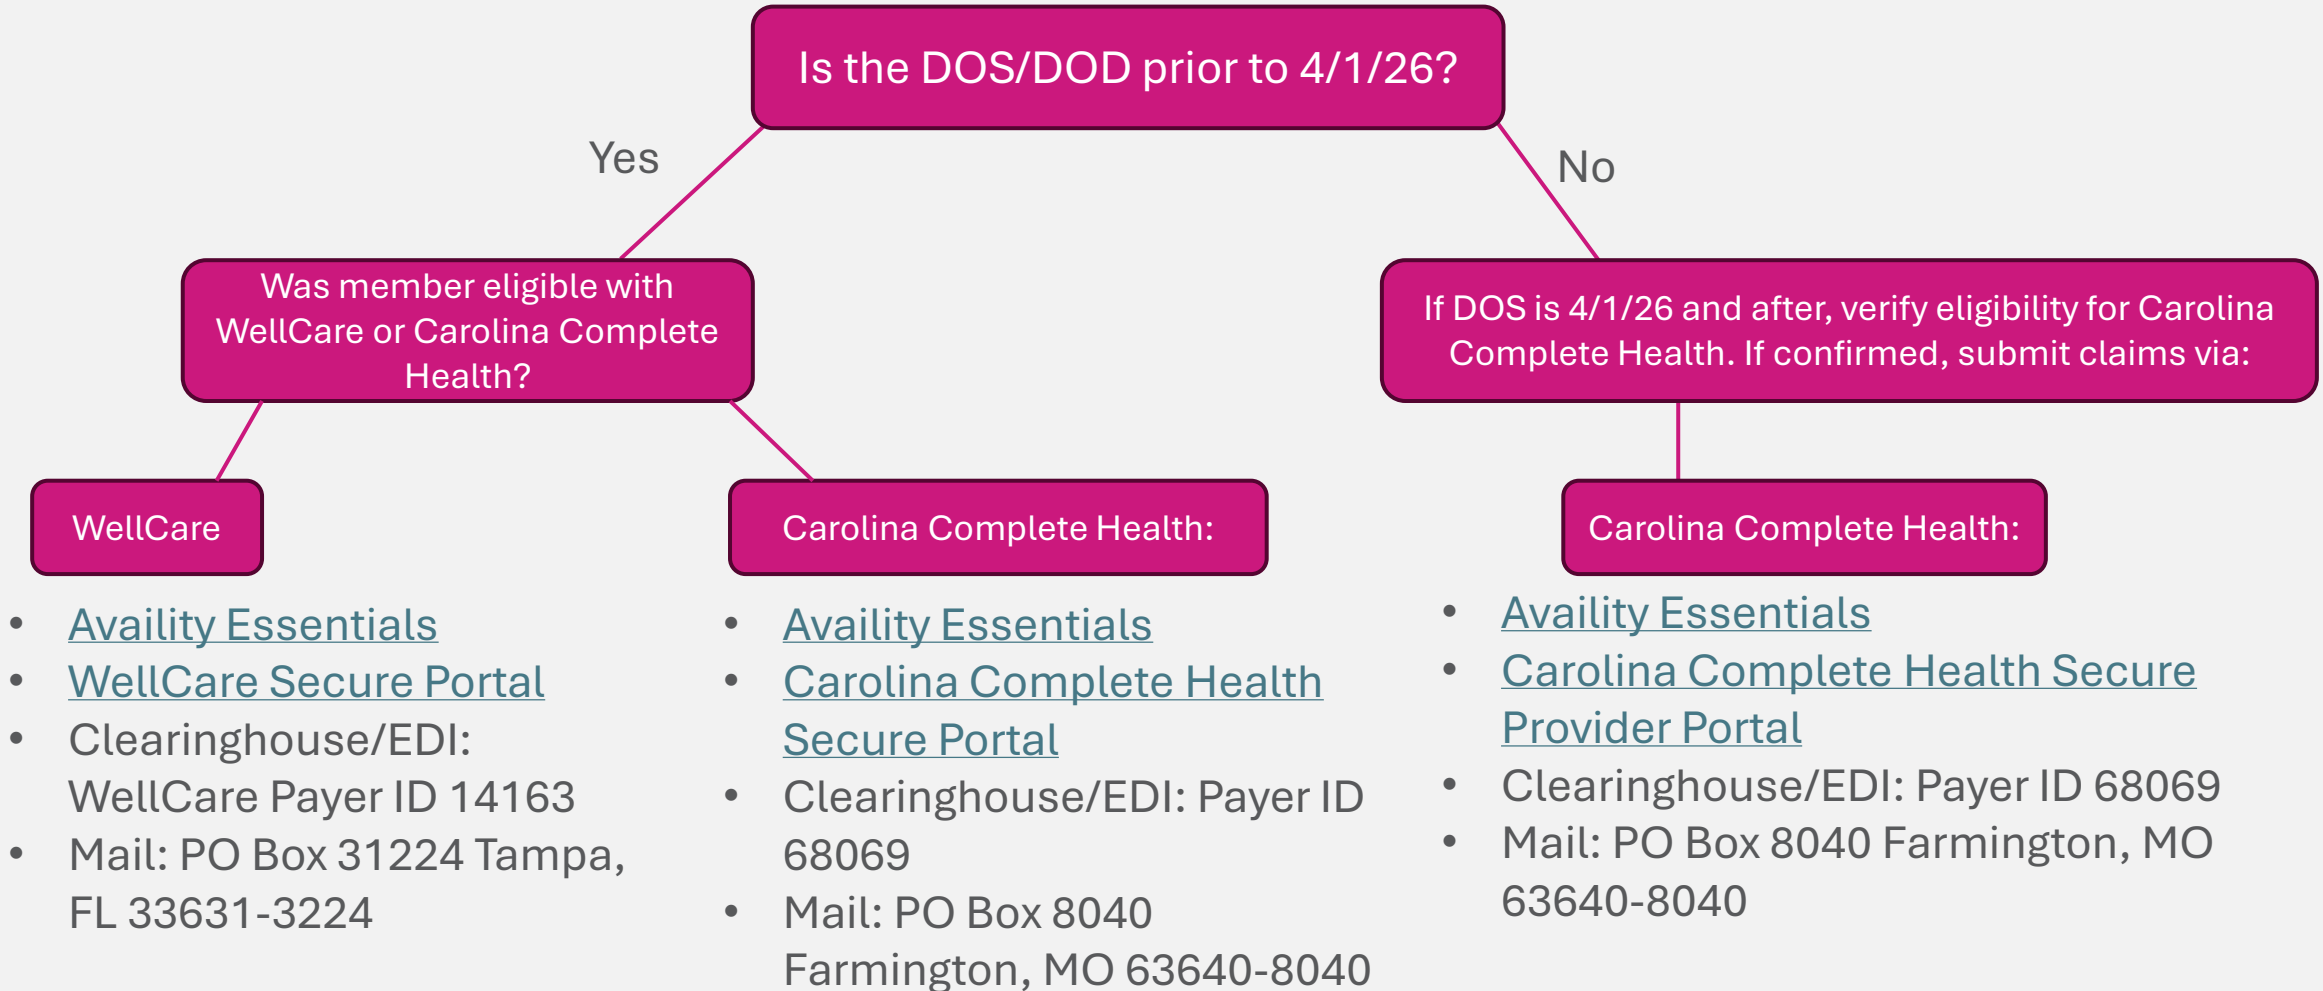 Is the DOS/DOD prior to 4/1/26?
Yes
No
Was member eligible with
WellCare or Carolina Complete
Health?
If DOS is 4/1/26 and after, verify eligibility for Carolina
Complete Health. If confirmed, submit claims via:
WellCare
• Availity Essentials
• WellCare Secure Portal
• Clearinghouse/EDI:
WellCare Payer ID 14163
• Mail: PO Box 31224 Tampa,
FL 33631-3224
Carolina Complete Health:
• Availity Essentials
• Carolina Complete Health
Secure Portal
• Clearinghouse/EDI: Payer ID
68069
• Mail: PO Box 8040
Farmington, MO 63640-8040
Carolina Complete Health:
• Availity Essentials
• Carolina Complete Health Secure
Provider Portal
• Clearinghouse/EDI: Payer ID 68069
• Mail: PO Box 8040 Farmington, MO
63640-8040